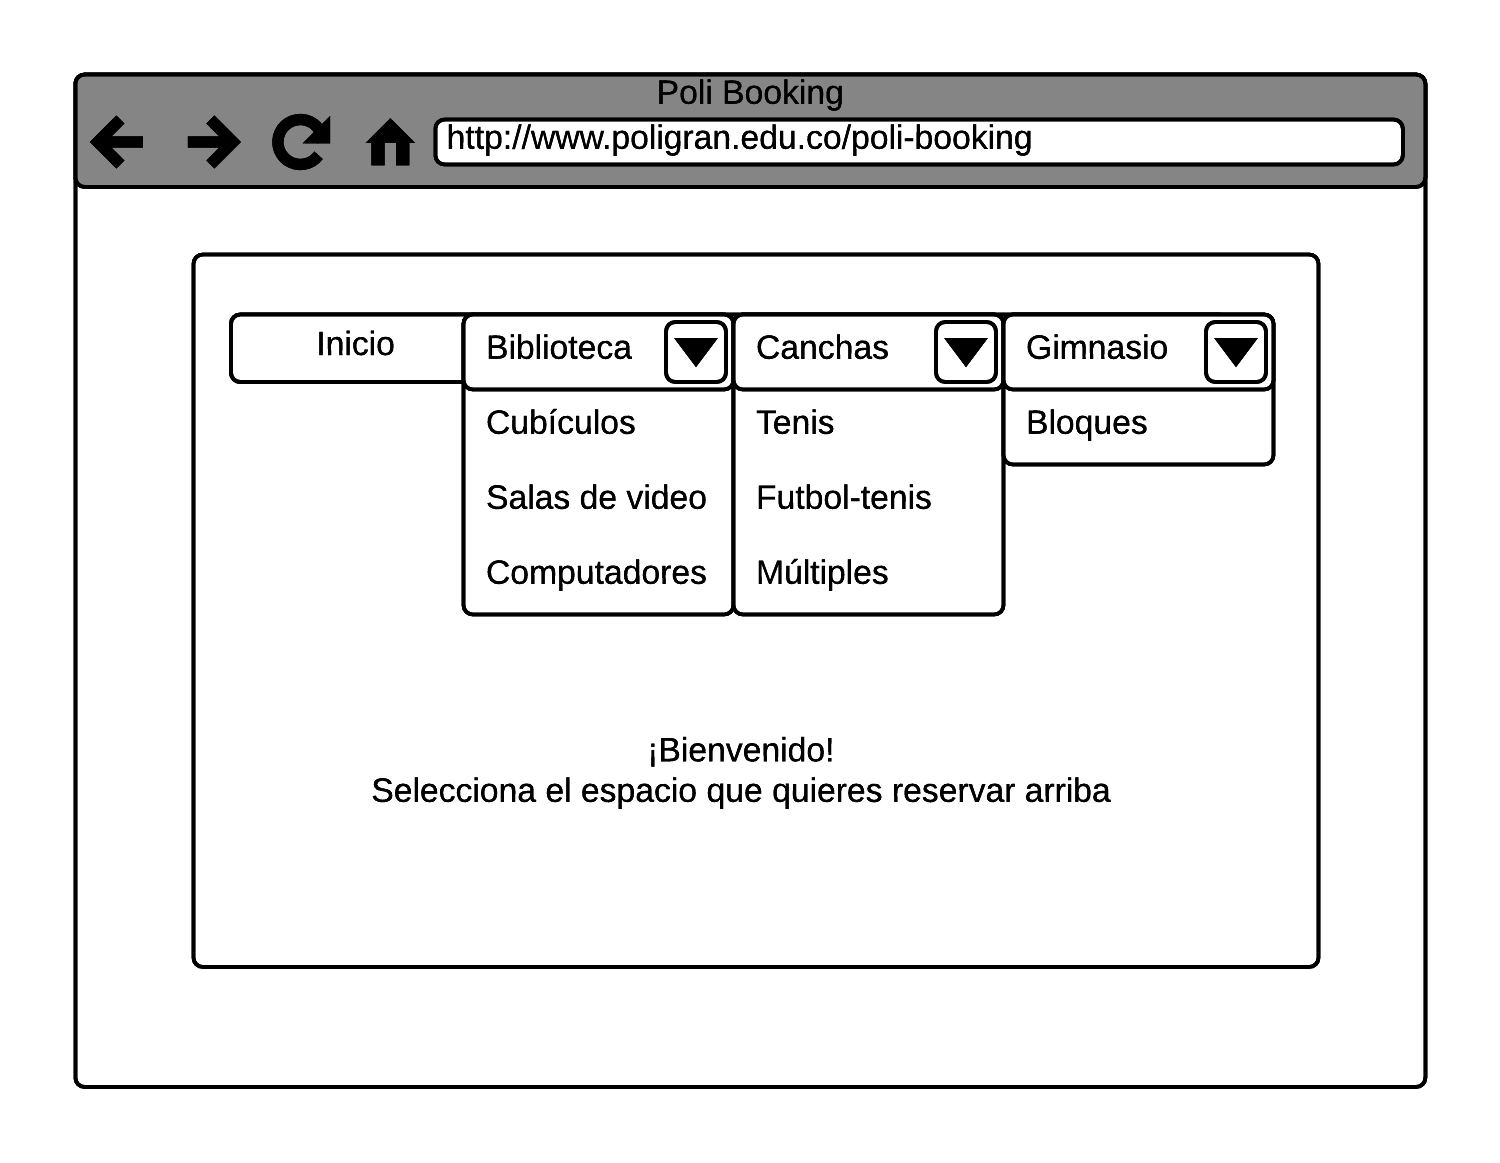 Poli Booking
http://www.poligran.edu.co/poli-booking
Inicio
Biblioteca
Canchas
Gimnasio
Cubículos
Tenis
Bloques
Salas de video
Futbol-tenis
Computadores
Múltiples
¡Bienvenido!
Selecciona el espacio que quieres reservar arriba